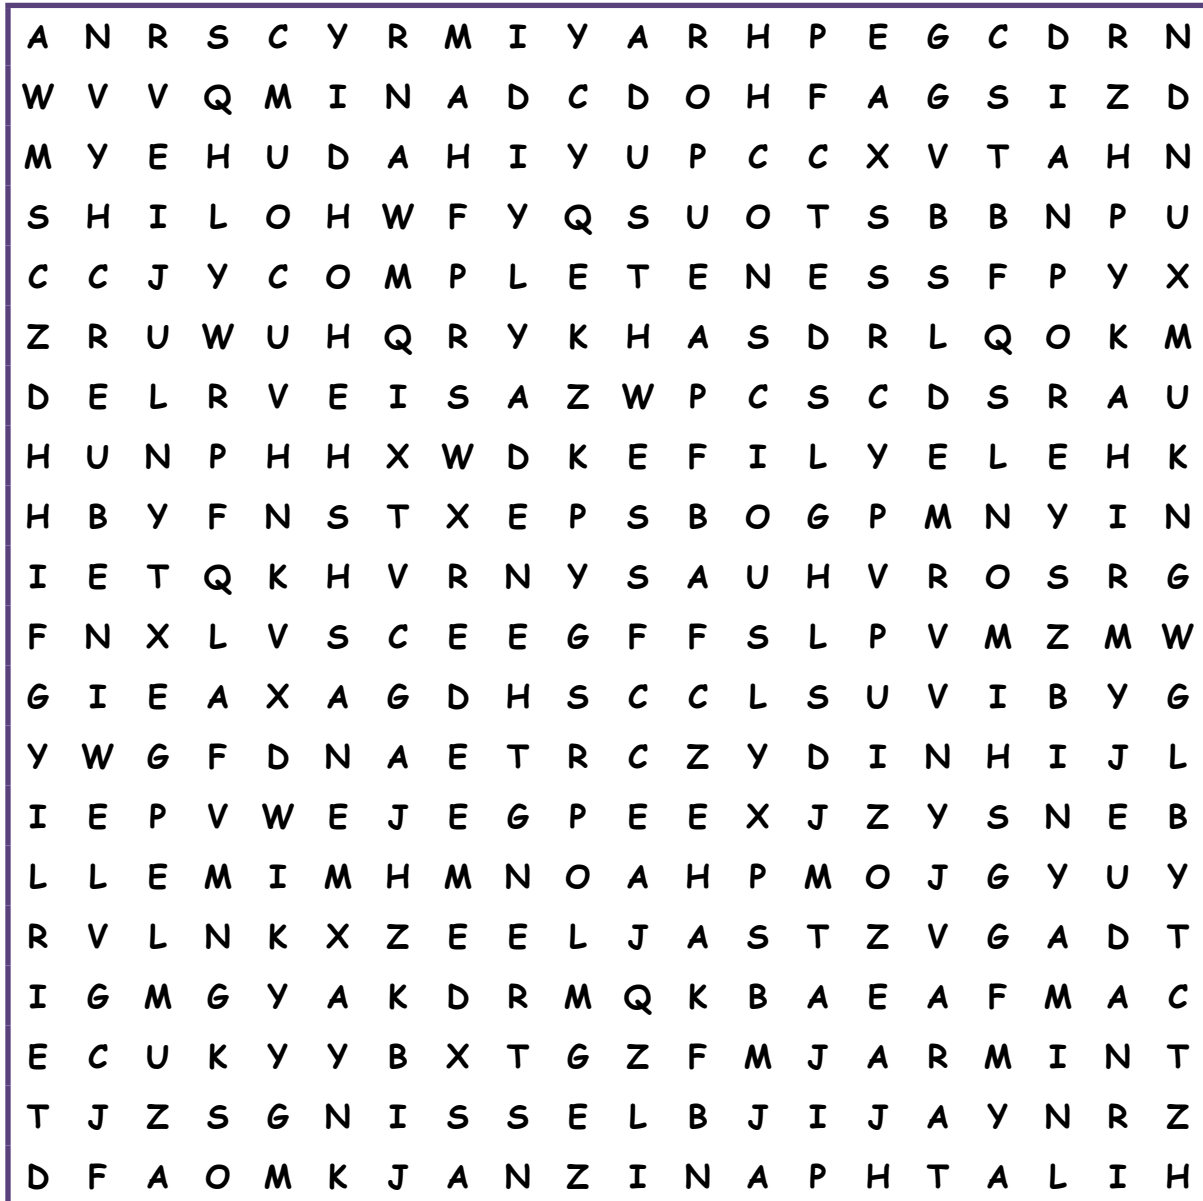 A N R S C Y R M I Y A R H P E G C D R N
W V V Q M I N A D C D O H F A G S I Z D
M Y E H U D A H I Y U P C C X V T A H N
S H I L O H W F Y Q S U O T S B B N P U
C C J Y C O M P L E T E N E S S F P Y X
Z R U W U H Q R Y K H A S D R L Q O K M
D E L R V E I S A Z W P C S C D S R A U
H U N P H H X W D K E F I L Y E L E H K
H B Y F N S T X E P S B O G P M N Y I N
I E T Q K H V R N Y S A U H V R O S R G
F N X L V S C E E G F F S L P V M Z M W
G I E A X A G D H S C C L S U V I B Y G
Y W G F D N A E T R C Z Y D I N H I J L
I E P V W E J E G P E E X J Z Y S N E B
L L E M I M H M N O A H P M O J G Y U Y
R V L N K X Z E E L J A S T Z V G A D T
I G M G Y A K D R M Q K B A E A F M A C
E C U K Y Y B X T G Z F M J A R M I N T
T J Z S G N I S S E L B J I J A Y N R Z
D F A O M K J A N Z I N A P H T A L I H